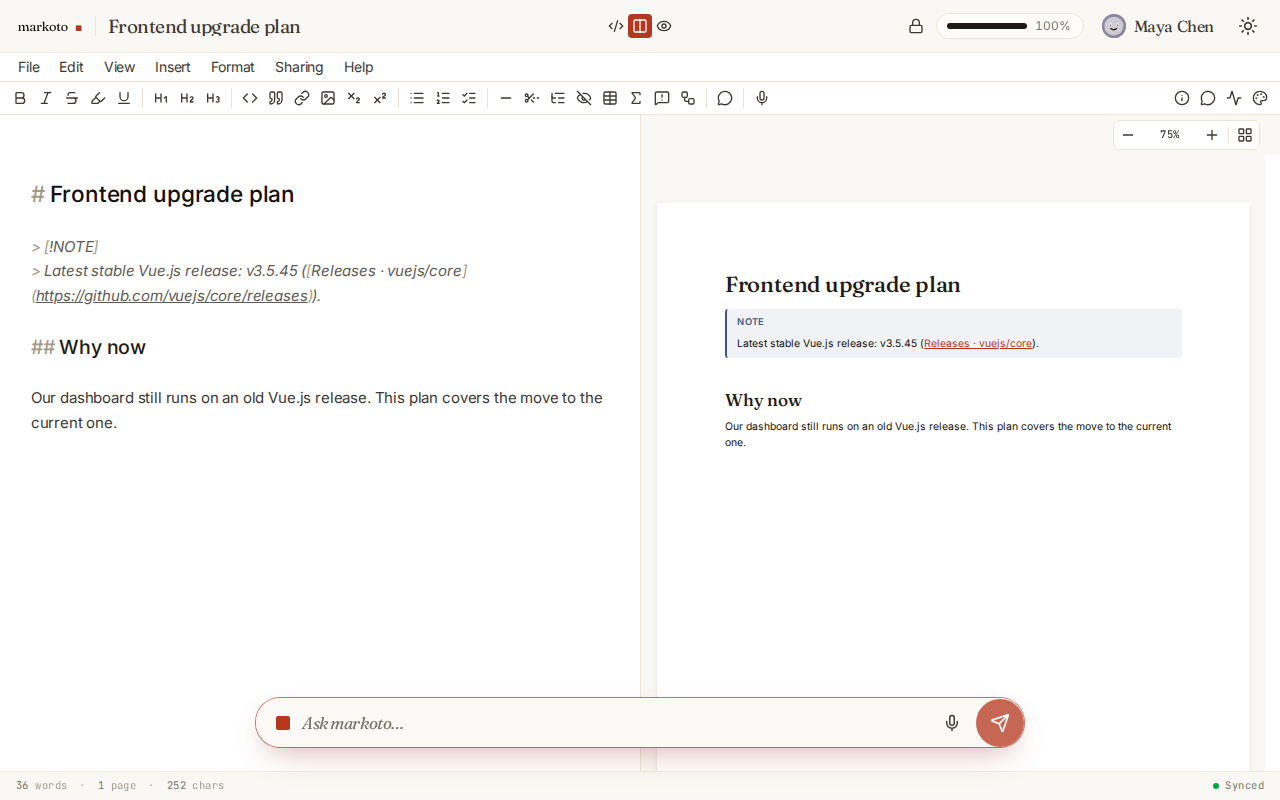 markoto
Frontend upgrade plan
100%
Maya Chen
File Edit View Insert Format Sharing Help
H1 H2 H3
75%
# Frontend upgrade plan
> [!NOTE]
> Latest stable Vue.js release: v3.5.45 ([Releases · vuejs/core]
(https://github.com/vuejs/core/releases)).
## Why now
Our dashboard still runs on an old Vue.js release. This plan covers the move to the
current one.
Frontend upgrade plan
NOTE
Latest stable Vue.js release: v3.5.45 (Releases · vuejs/core).
Why now
Our dashboard still runs on an old Vue.js release. This plan covers the move to the current
one.
Ask markoto...
36 words · 1 page · 252 chars
Synced